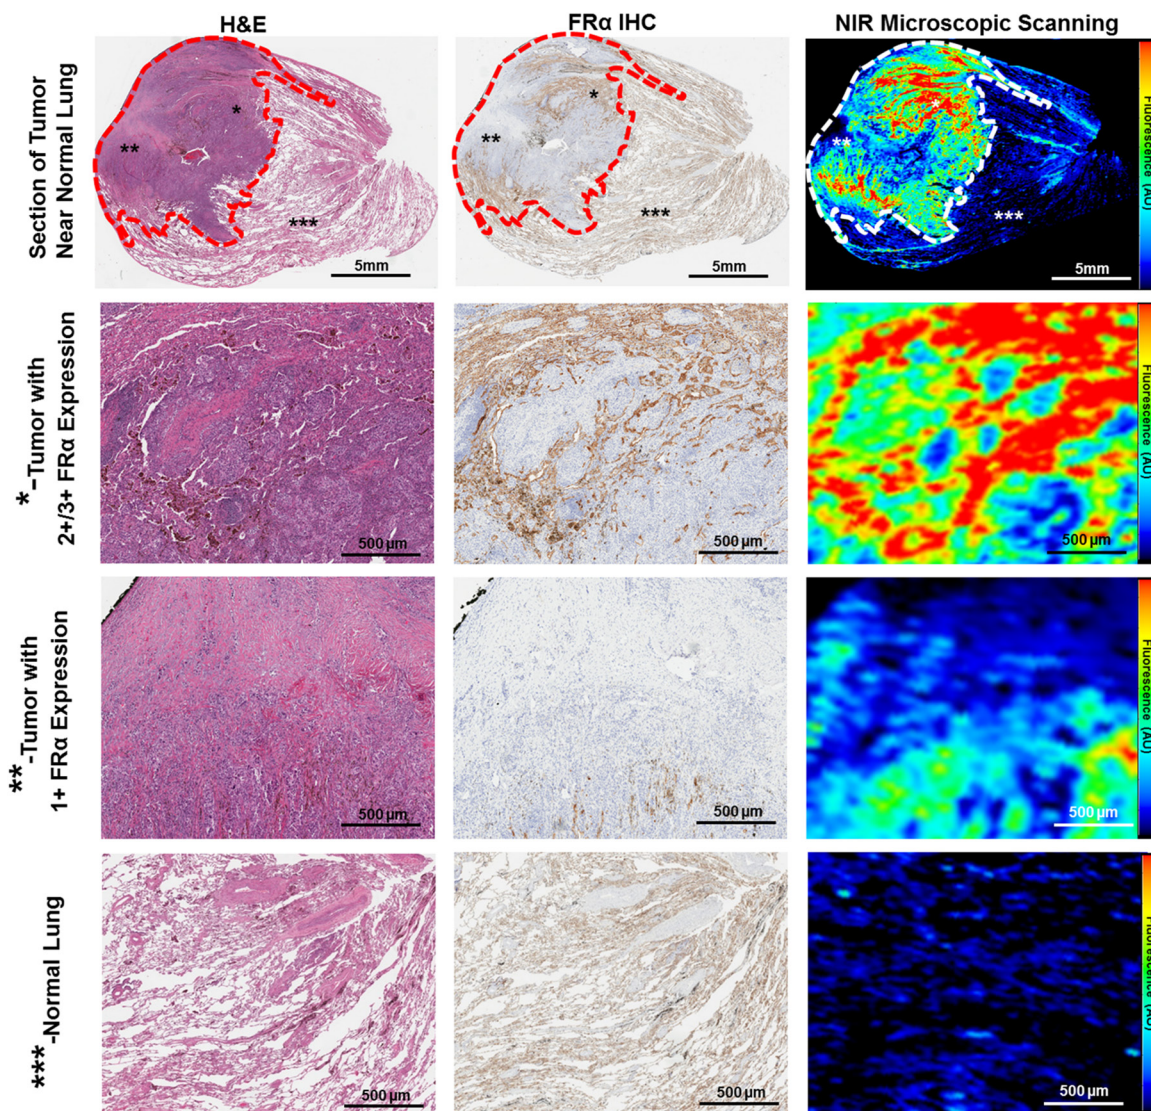 H&E
FRα IHC
NIR Microscopic Scanning
Section of Tumor
Near Normal Lung
*
**
***
5mm
*
**
***
5mm
*
**
***
5mm
Fluorescence (AU)
*-Tumor with
2+/3+ FRα Expression
500 µm
500 µm
500 µm
Fluorescence (AU)
**-Tumor with
1+ FRα Expression
500 µm
500 µm
500 µm
Fluorescence (AU)
***-Normal Lung
500 µm
500 µm
500 µm
Fluorescence (AU)